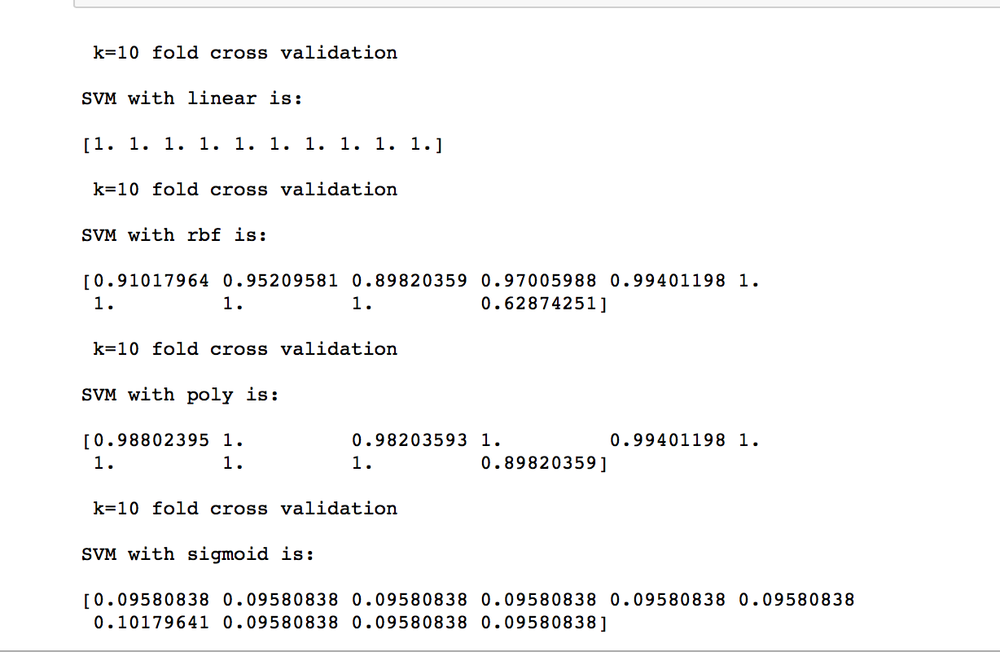 k=10 fold cross validation
SVM with linear is:
[1. 1. 1. 1. 1. 1. 1. 1. 1. 1.]
k=10 fold cross validation
SVM with rbf is:
[0.91017964 0.95209581 0.89820359 0.97005988 0.99401198 1.
1. 1. 1. 0.62874251]
k=10 fold cross validation
SVM with poly is:
[0.98802395 1. 0.98203593 1. 0.99401198 1.
1. 1. 1. 0.89820359]
k=10 fold cross validation
SVM with sigmoid is:
[0.09580838 0.09580838 0.09580838 0.09580838 0.09580838 0.09580838
0.10179641 0.09580838 0.09580838 0.09580838]